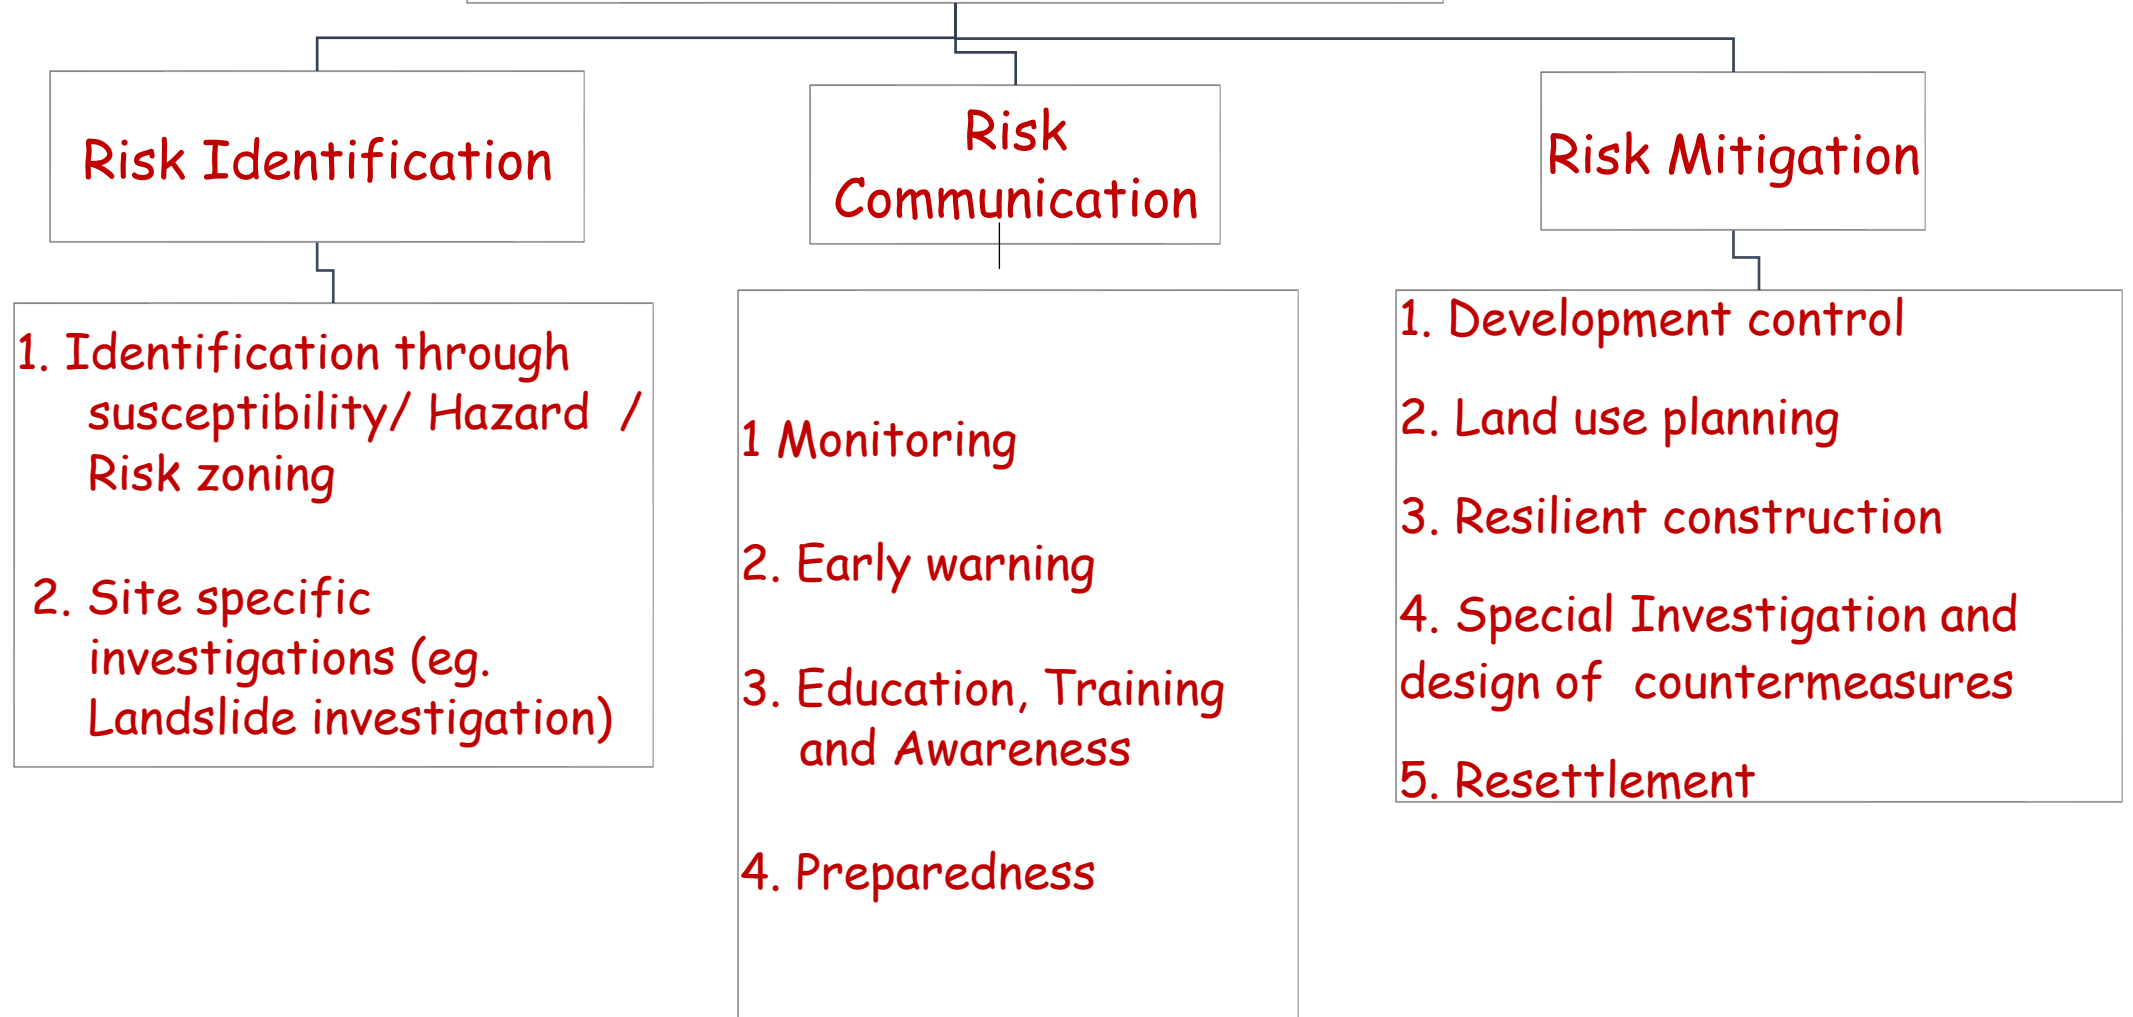 Risk Identification
Risk
Communication
Risk Mitigation
1. Identification through
susceptibility/ Hazard  /
Risk zoning
2. Site specific
investigations (eg.
Landslide investigation)
1 Monitoring
2. Early warning
3. Education, Training
and Awareness
4. Preparedness
1. Development control
2. Land use planning
3. Resilient construction
4. Special Investigation and
design of  countermeasures
5. Resettlement